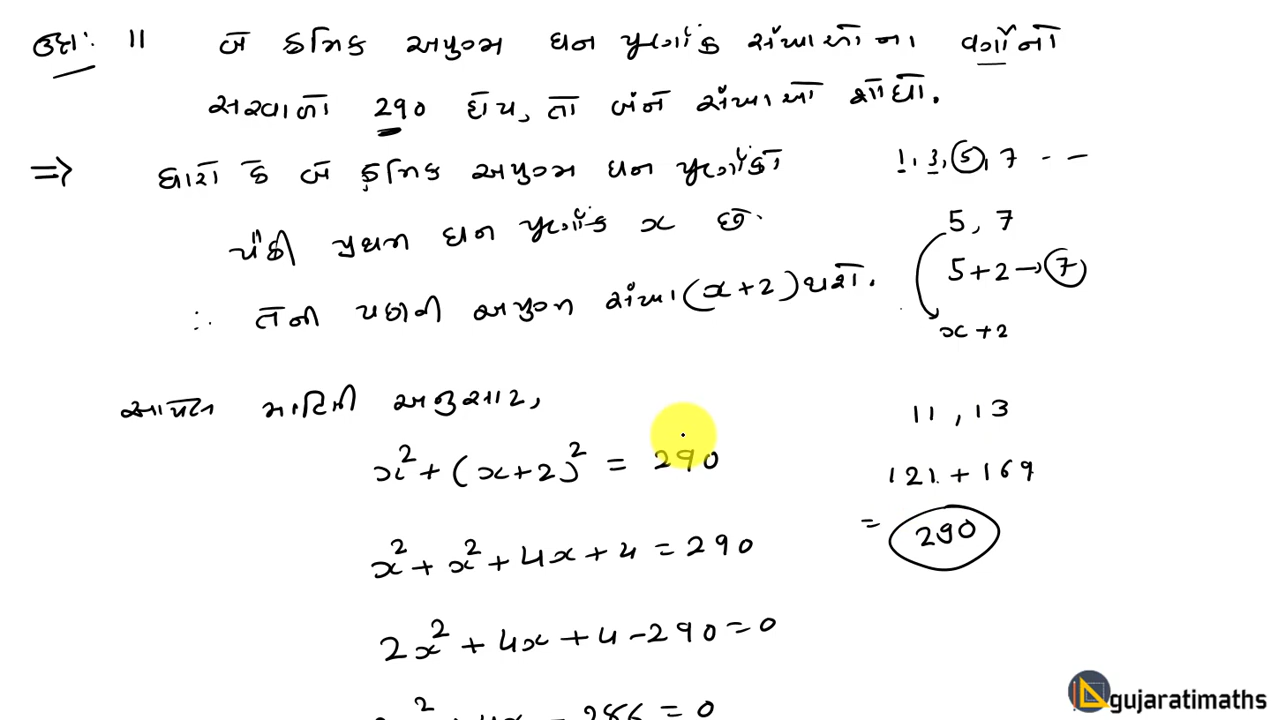 ઉદા: 11 બે ક્રમિક અયુગ્મ ધન પૂર્ણાંક સંખ્યાઓના વર્ગોનો
સરવાળો 290 હોય, તો બંને સંખ્યાઓ શોધો.
=> ધારો કે બે ક્રમિક અયુગ્મ ધન પૂર્ણાંકો 1, 3, 5, 7 - -
પૈકી પ્રથમ ધન પૂર્ણાંક x છે. 5, 7
5+2→7
∴ તેની પછીની અયુગ્મ સંખ્યા (x+2) થશે.
x+2
આપેલ માહિતી અનુસાર,
11, 13
x² + (x+2)² = 290
121 + 169
= 290
x² + x² + 4x + 4 = 290
2x² + 4x + 4 - 290 = 0
gujaratimaths